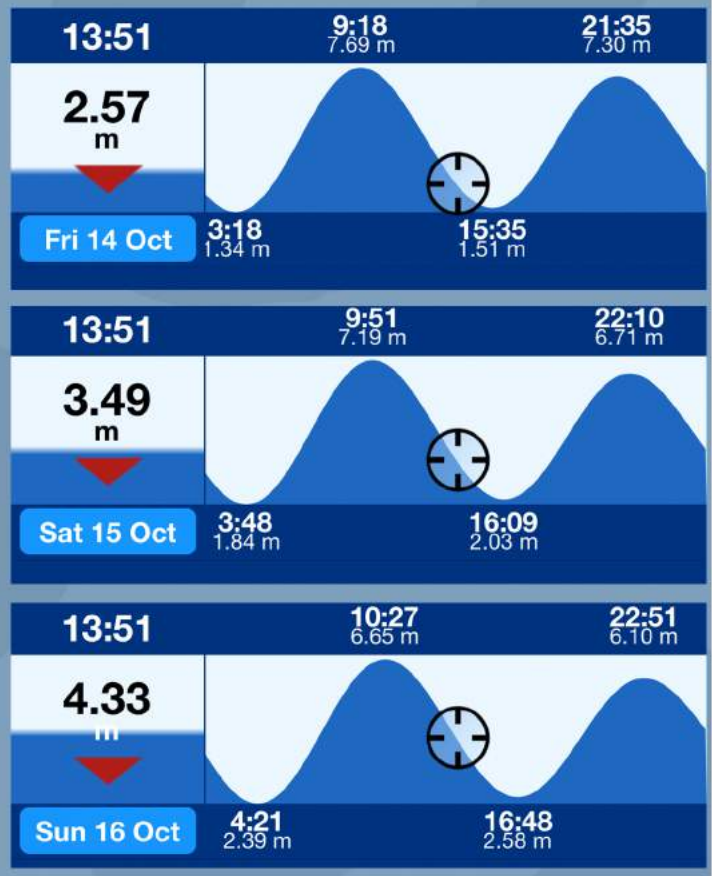 13:51
9:18
7.69 m
21:35
7.30 m
2.57
m
Fri 14 Oct
3:18
1.34 m
15:35
1.51 m
13:51
9:51
7.19 m
22:10
6.71 m
3.49
m
Sat 15 Oct
3:48
1.84 m
16:09
2.03 m
13:51
10:27
6.65 m
22:51
6.10 m
4.33
m
Sun 16 Oct
4:21
2.39 m
16:48
2.58 m